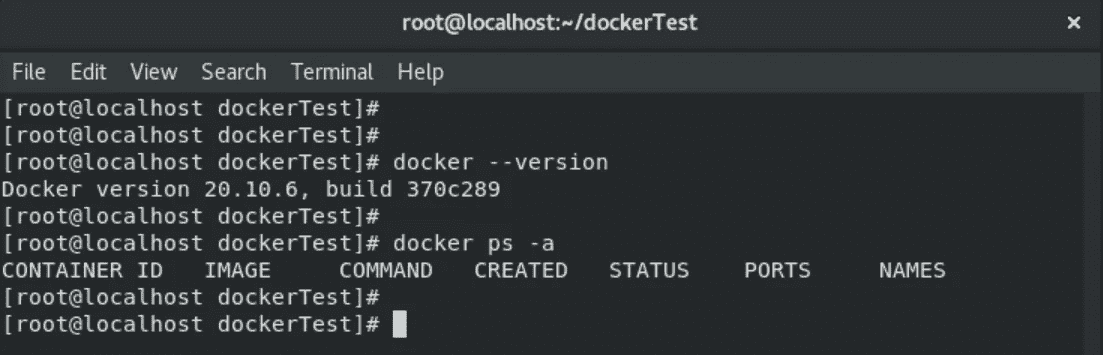 root@localhost:~/dockerTest ×
File Edit View Search Terminal Help
[root@localhost dockerTest]#
[root@localhost dockerTest]#
[root@localhost dockerTest]# docker --version
Docker version 20.10.6, build 370c289
[root@localhost dockerTest]#
[root@localhost dockerTest]# docker ps -a
CONTAINER ID   IMAGE     COMMAND   CREATED   STATUS    PORTS     NAMES
[root@localhost dockerTest]#
[root@localhost dockerTest]#